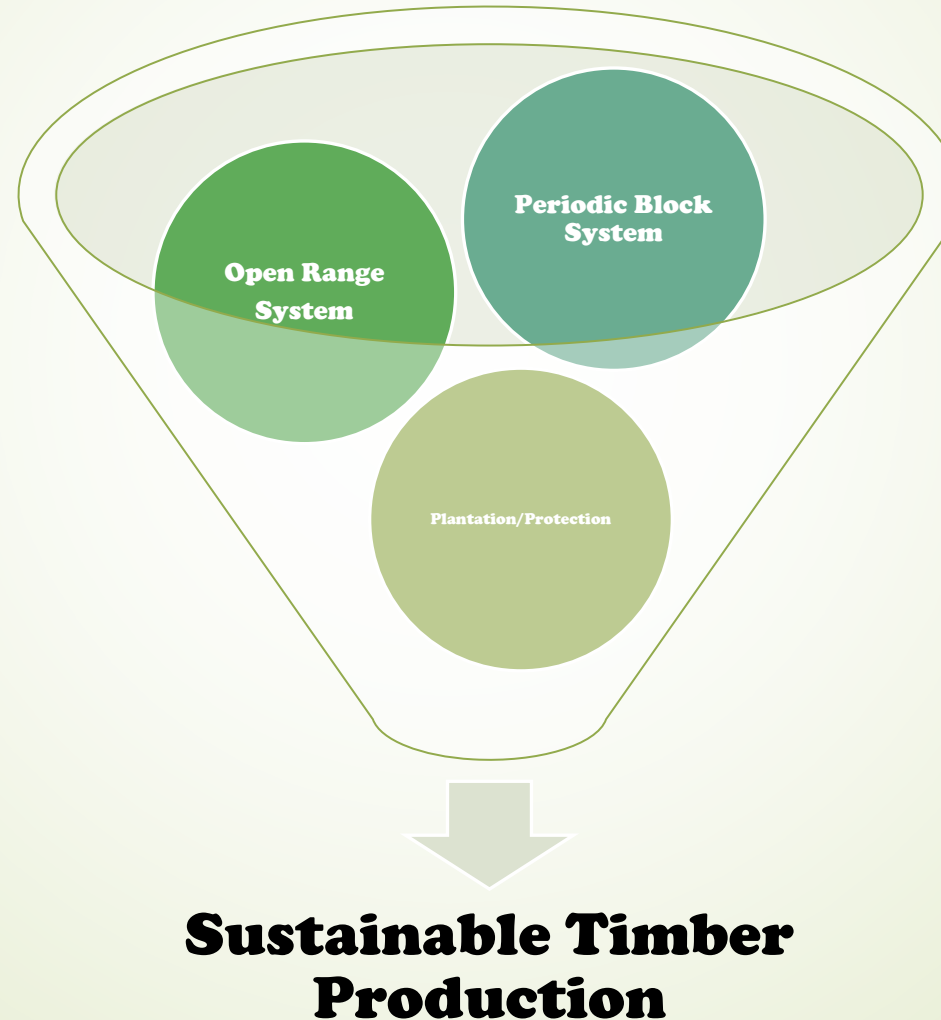 Periodic Block
System
Open Range
System
Plantation/Protection
Sustainable Timber
Production